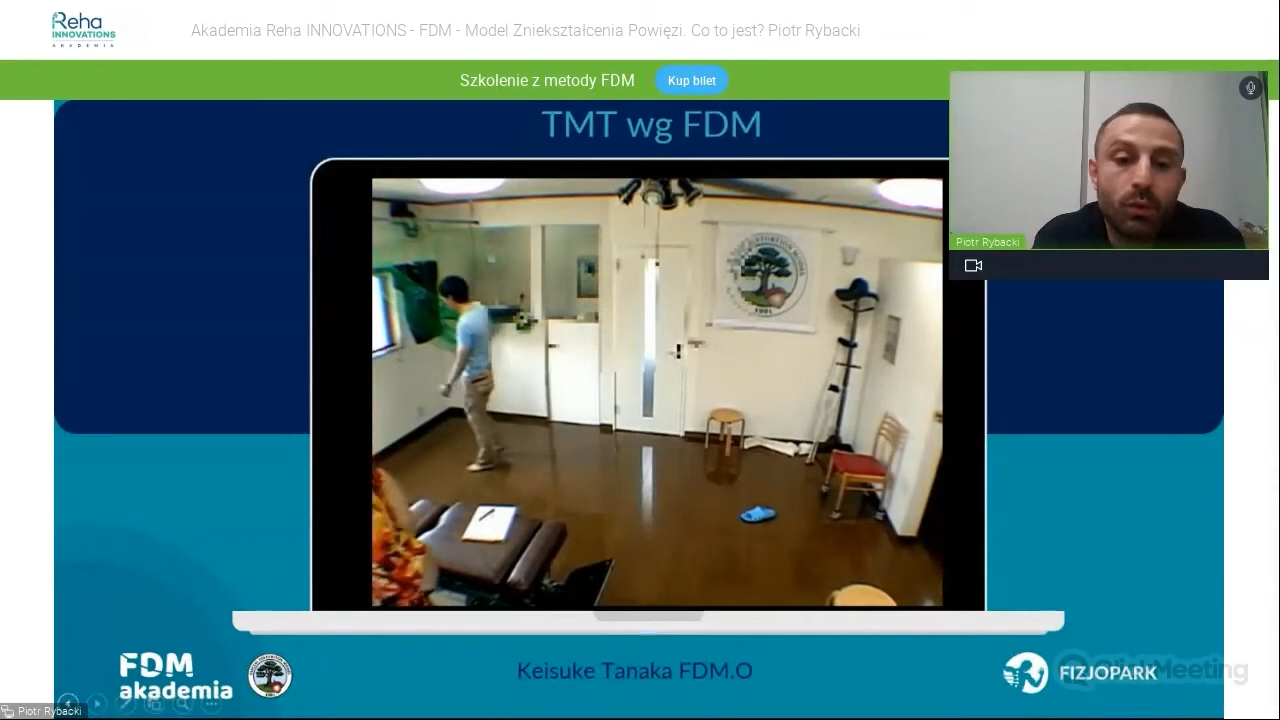 Reha
INNOVATIONS
AKADEMIA
Akademia Reha INNOVATIONS - FDM - Model Zniekształcenia Powięzi. Co to jest? Piotr Rybacki
Szkolenie z metody FDM
Kup bilet
TMT wg FDM
Piotr Rybacki
FDM
akademia
Keisuke Tanaka FDM.O
FIZJOPARK
Piotr Rybacki